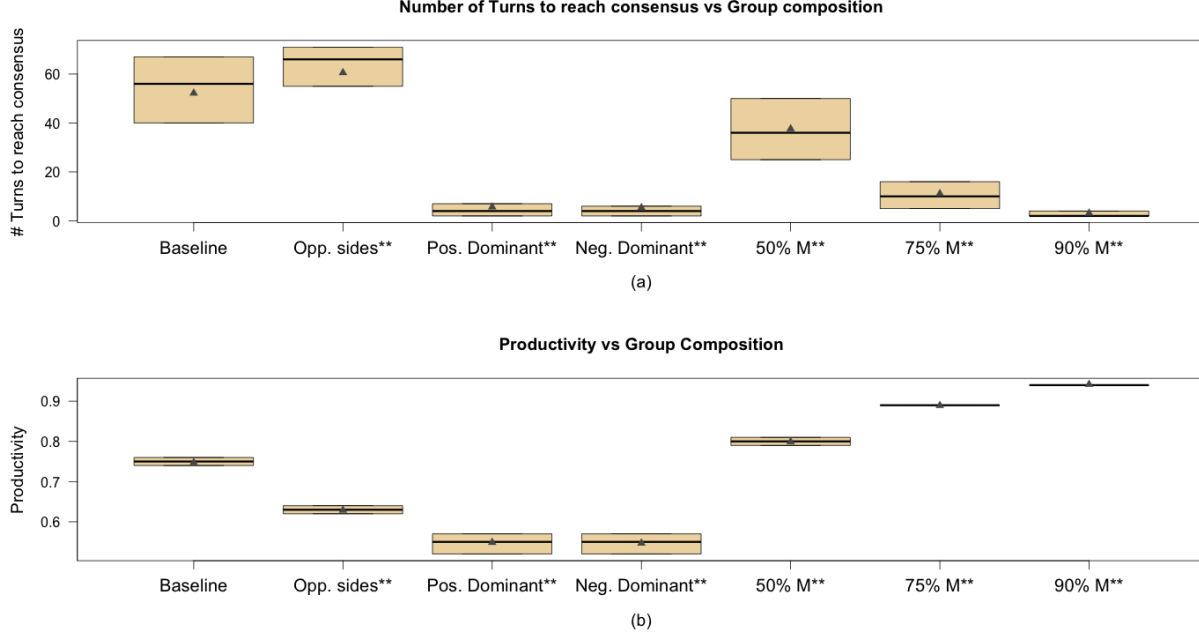 Number of Turns to reach consensus vs Group composition
# Turns to reach consensus
60
40
20
0
Baseline Opp. sides** Pos. Dominant** Neg. Dominant** 50% M** 75% M** 90% M**
(a)
Productivity vs Group Composition
Productivity
0.9
0.8
0.7
0.6
Baseline Opp. sides** Pos. Dominant** Neg. Dominant** 50% M** 75% M** 90% M**
(b)